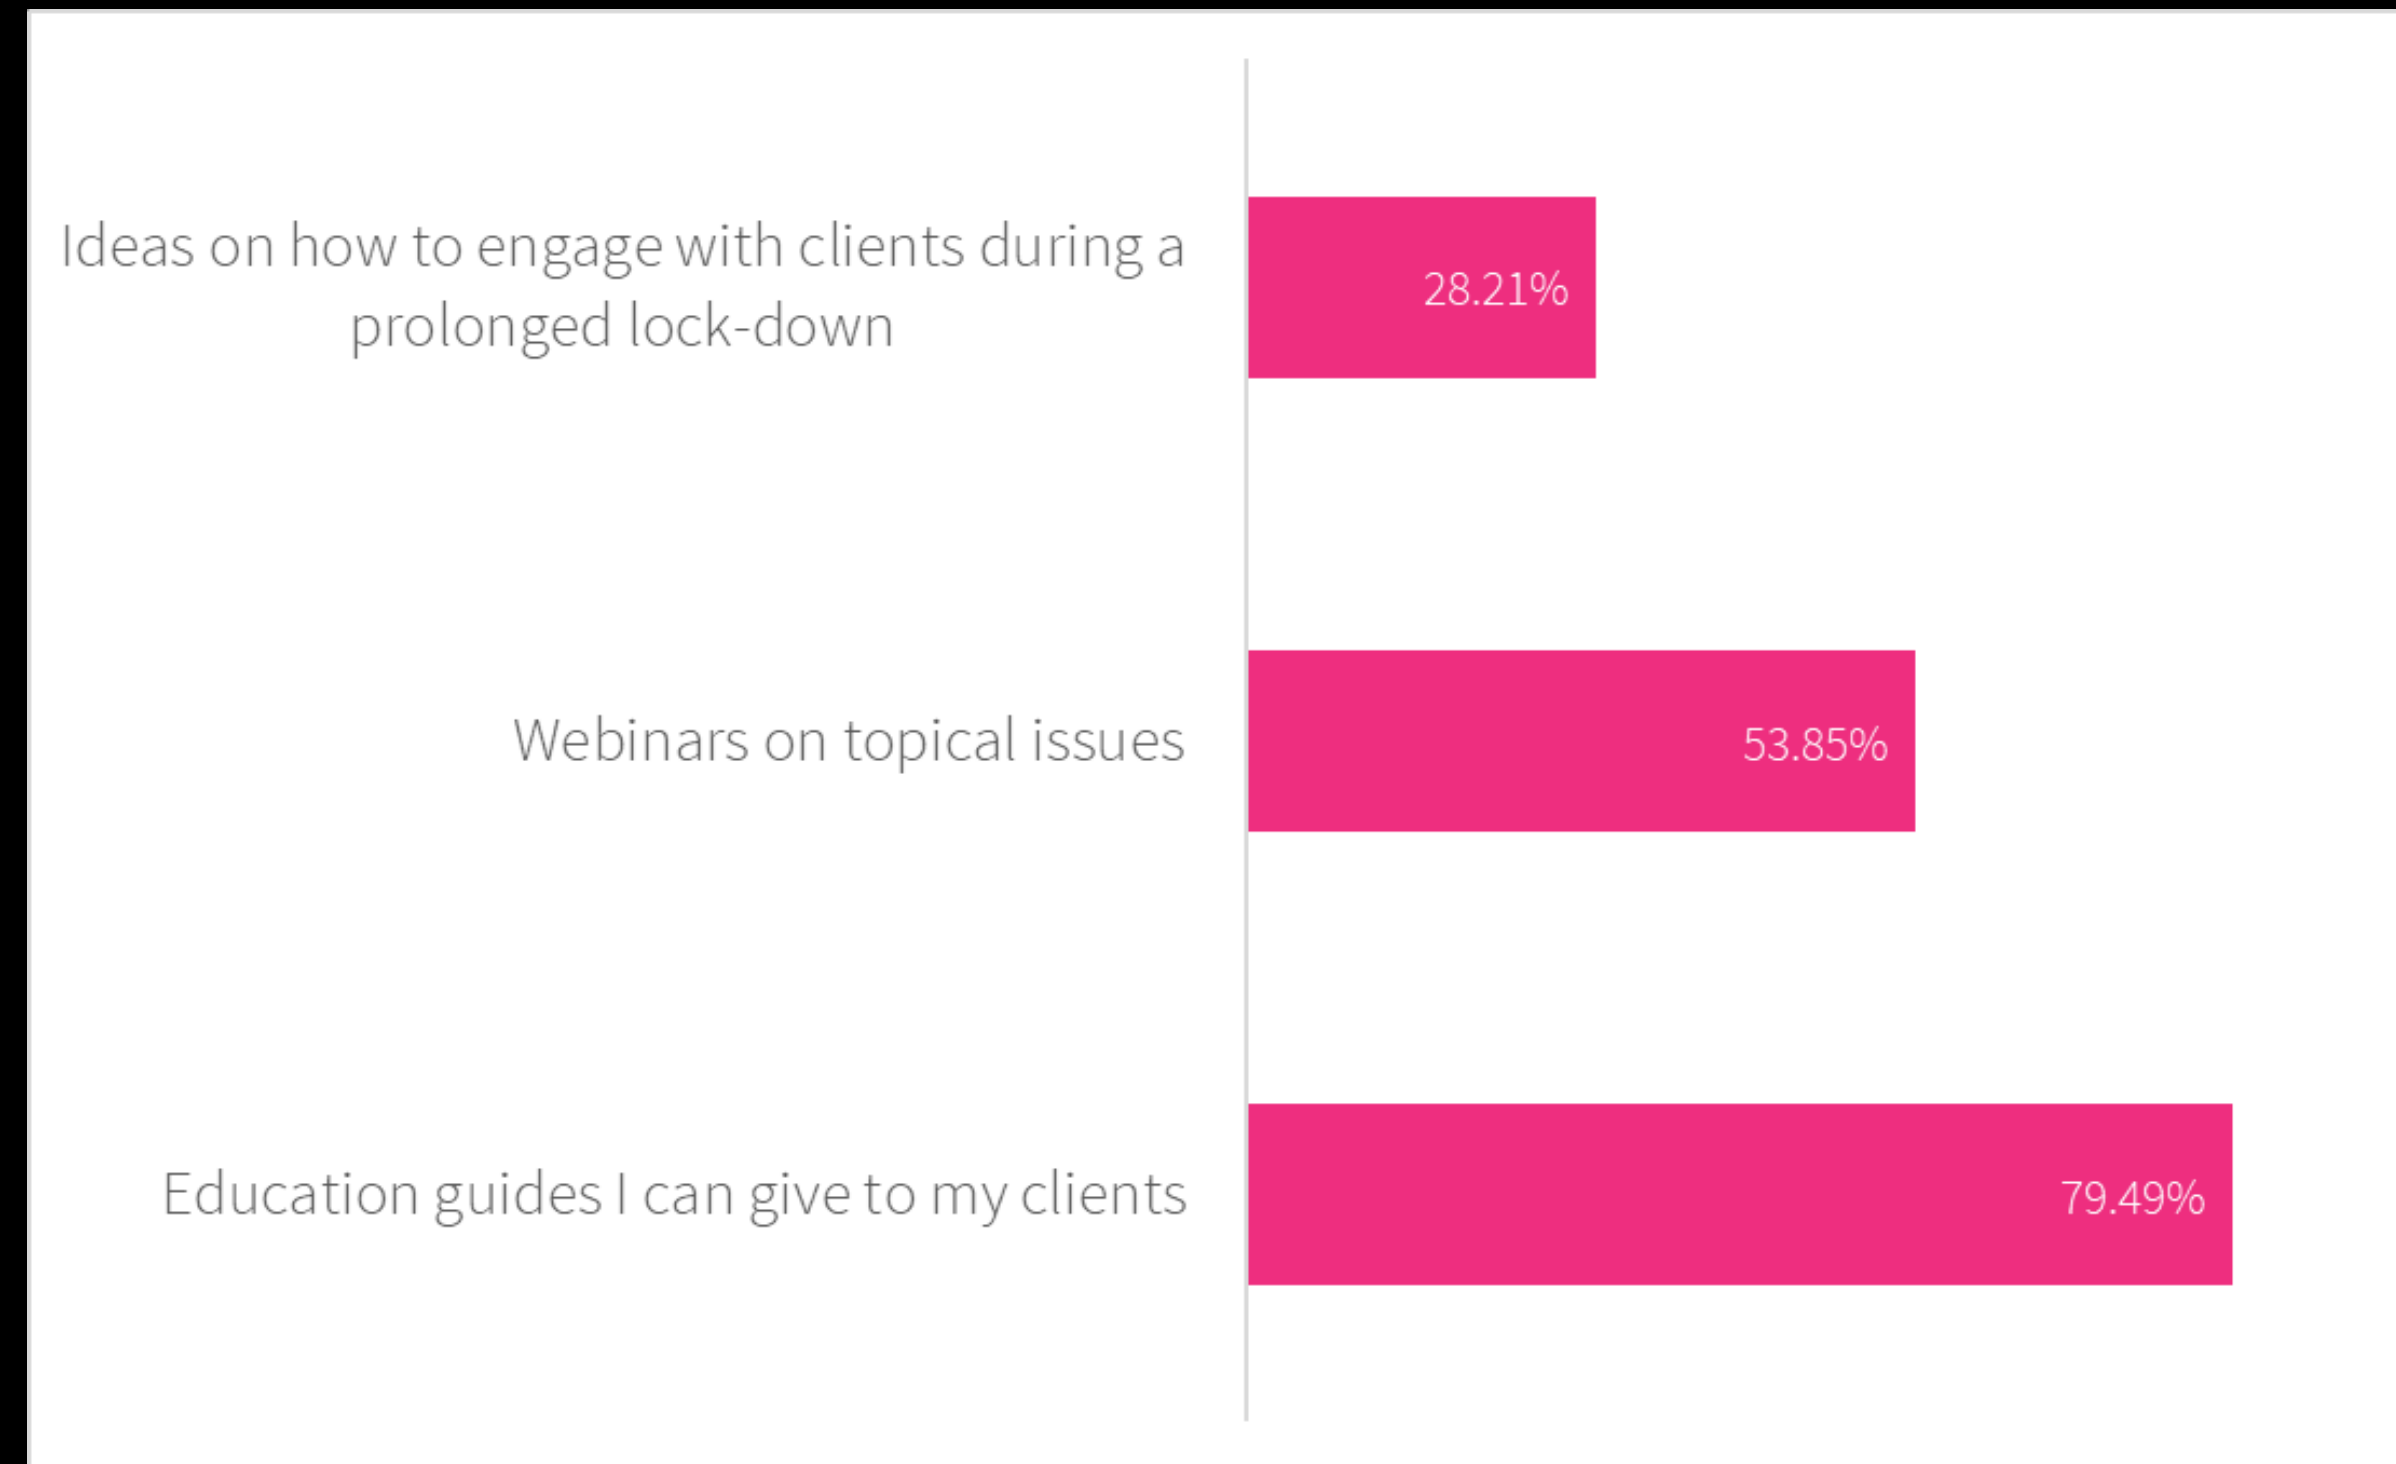 Ideas on how to engage with clients during a
prolonged lock-down
28.21%
Webinars on topical issues
53.85%
Education guides I can give to my clients
79.49%